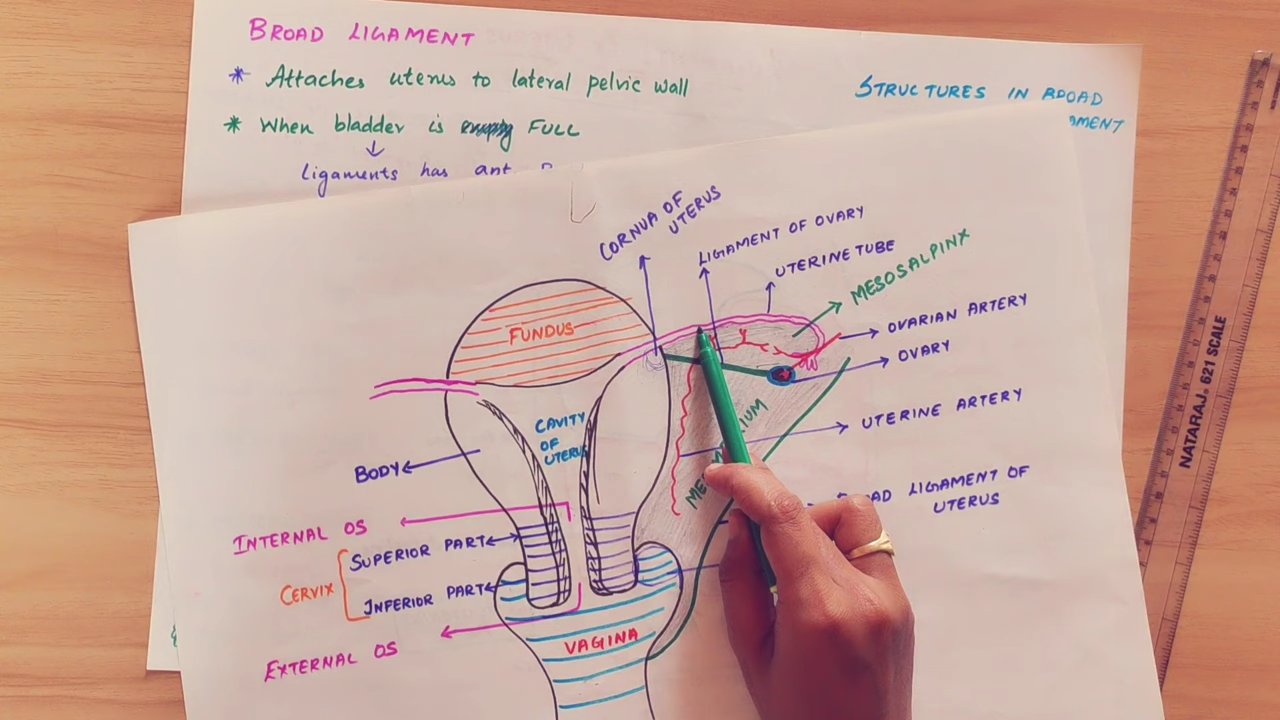 BROAD LIGAMENT
* Attaches uterus to lateral pelvic wall
* When bladder is FULL
↓
Ligaments has ant
STRUCTURES IN BROAD
CORNUA OF
UTERUS
LIGAMENT OF OVARY
UTERINE TUBE
MESOSALPINX
OVARIAN ARTERY
OVARY
UTERINE ARTERY
LIGAMENT OF
UTERUS
FUNDUS
CAVITY
OF
UTERUS
BODY
INTERNAL OS
SUPERIOR PART
CERVIX
INFERIOR PART
EXTERNAL OS
VAGINA
NATARAJ® 621 SCALE